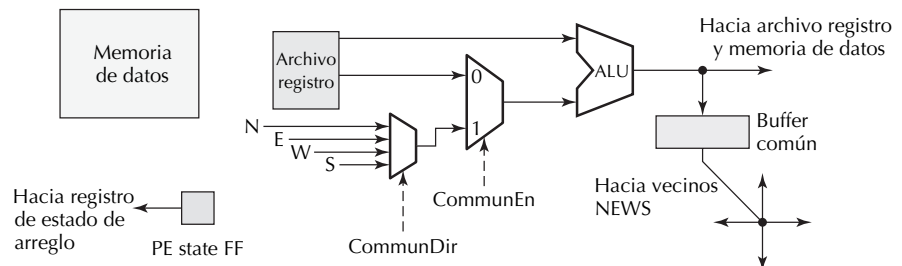 Memoria
de datos
Archivo
registro
0
1
ALU
Hacia archivo registro
y memoria de datos
Buffer
común
N
E
W
S
CommunEn
CommunDir
Hacia vecinos
NEWS
Hacia registro
de estado de
arreglo
PE state FF